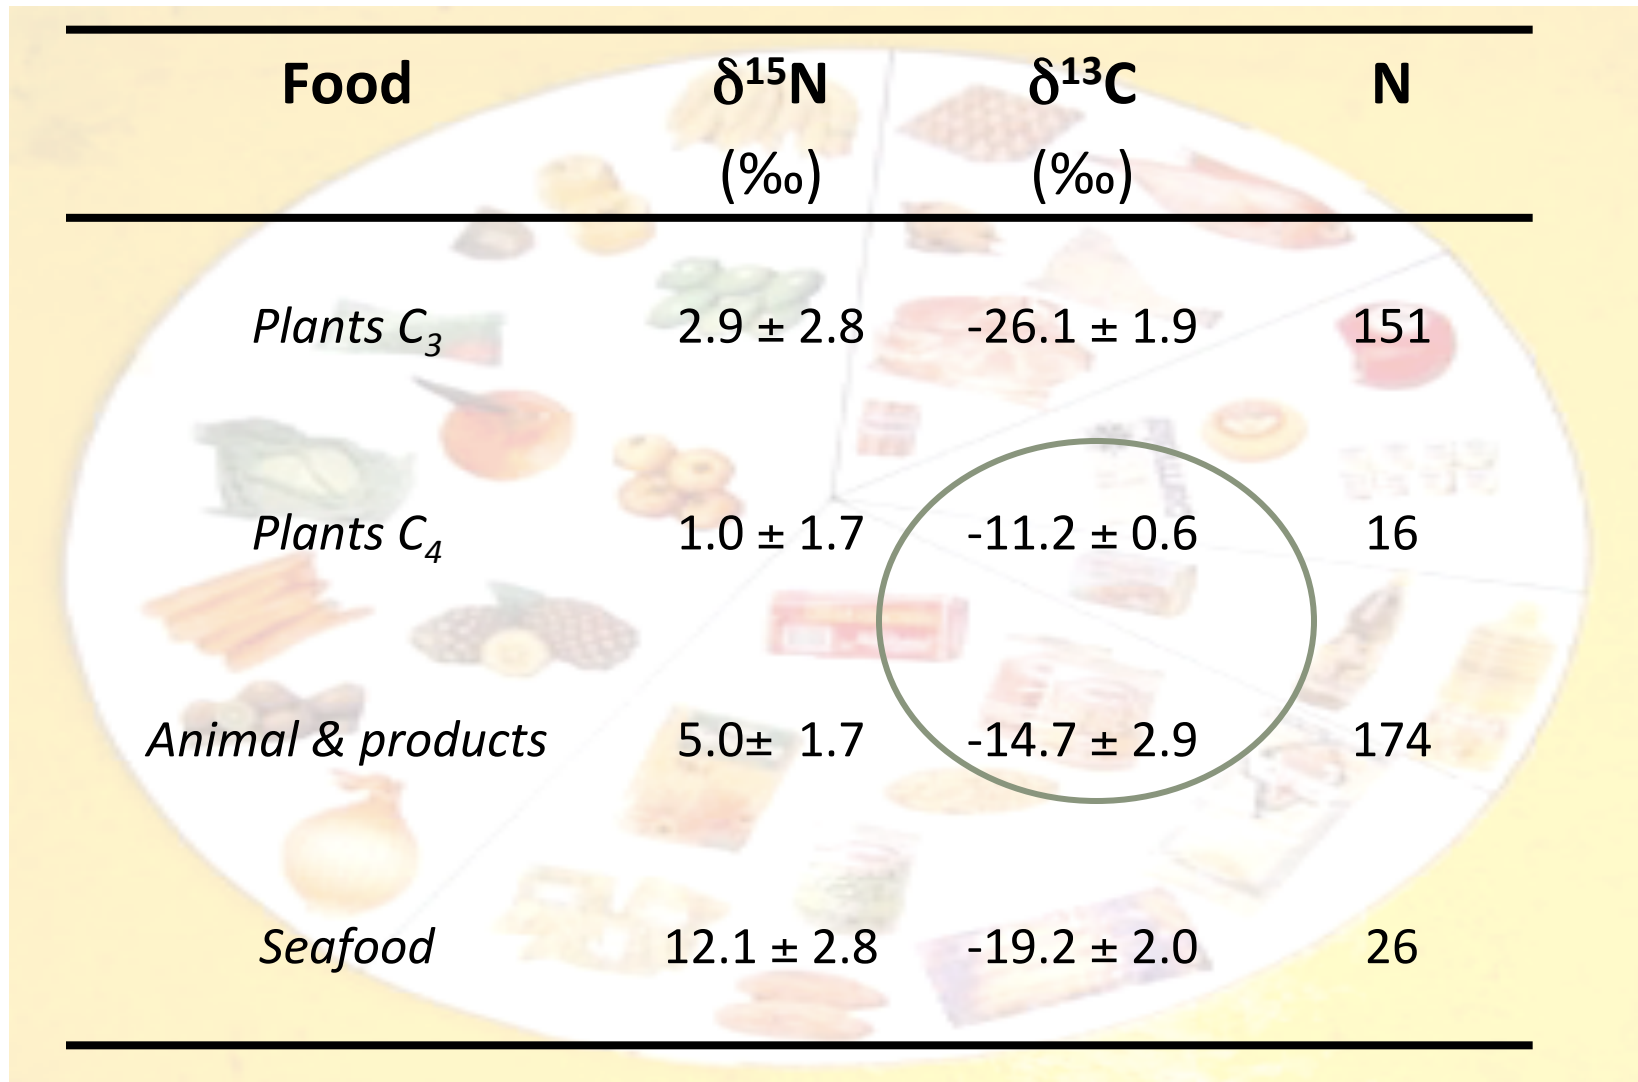 Food δ¹⁵N δ¹³C N
(‰) (‰)
Plants C₃ 2.9 ± 2.8 -26.1 ± 1.9 151
Plants C₄ 1.0 ± 1.7 -11.2 ± 0.6 16
Animal & products 5.0± 1.7 -14.7 ± 2.9 174
Seafood 12.1 ± 2.8 -19.2 ± 2.0 26